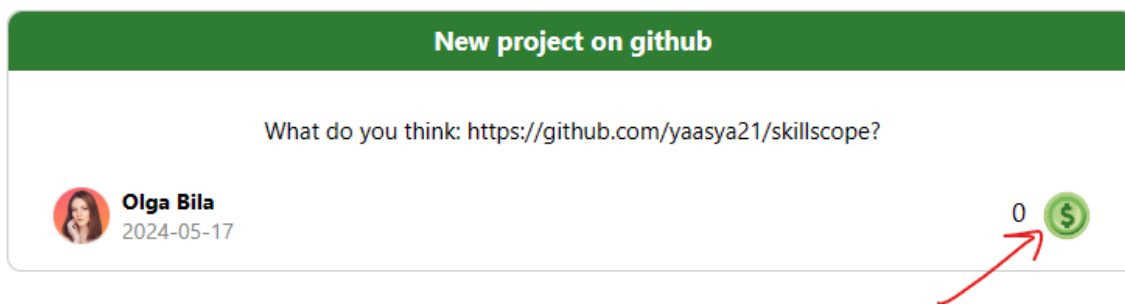 New project on github
What do you think: https://github.com/yaasya21/skillscope?
Olga Bila
2024-05-17
0
$